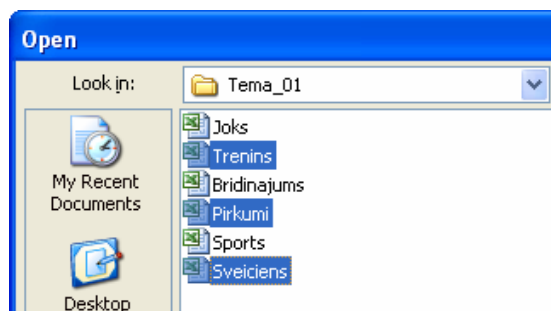 Open
Look in: Tema_01
Joks
Trenins
Bridinajums
Pirkumi
Sports
Sveiciens
My Recent
Documents
Desktop